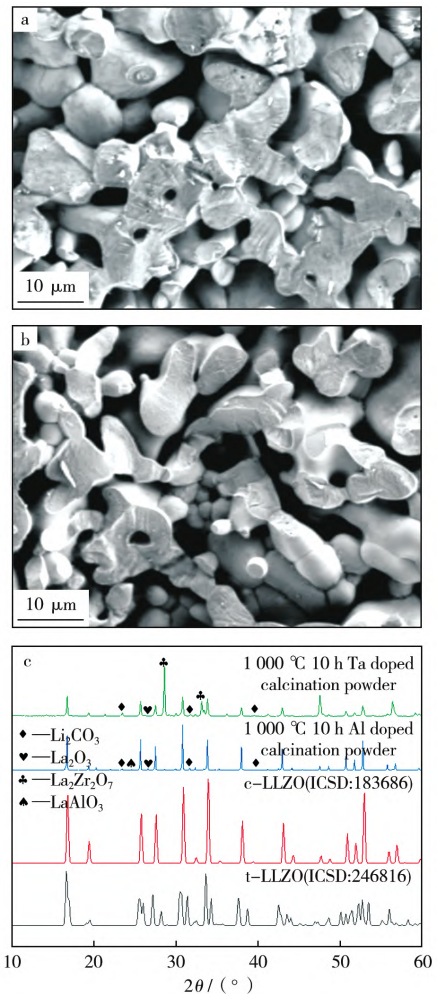 a
10 μm
b
10 μm
c
♣
1 000 ℃ 10 h Ta doped
calcination powder
♣
♦ ♥ ♦ ♦
♦—Li₂CO₃
1 000 ℃ 10 h Al doped
calcination powder
♥—La₂O₃
♦ ♠ ♥ ♦ ♦
♣—La₂Zr₂O₇
c-LLZO(ICSD:183686)
♠—LaAlO₃
t-LLZO(ICSD:246816)
10 20 30 40 50 60
2θ/(°)